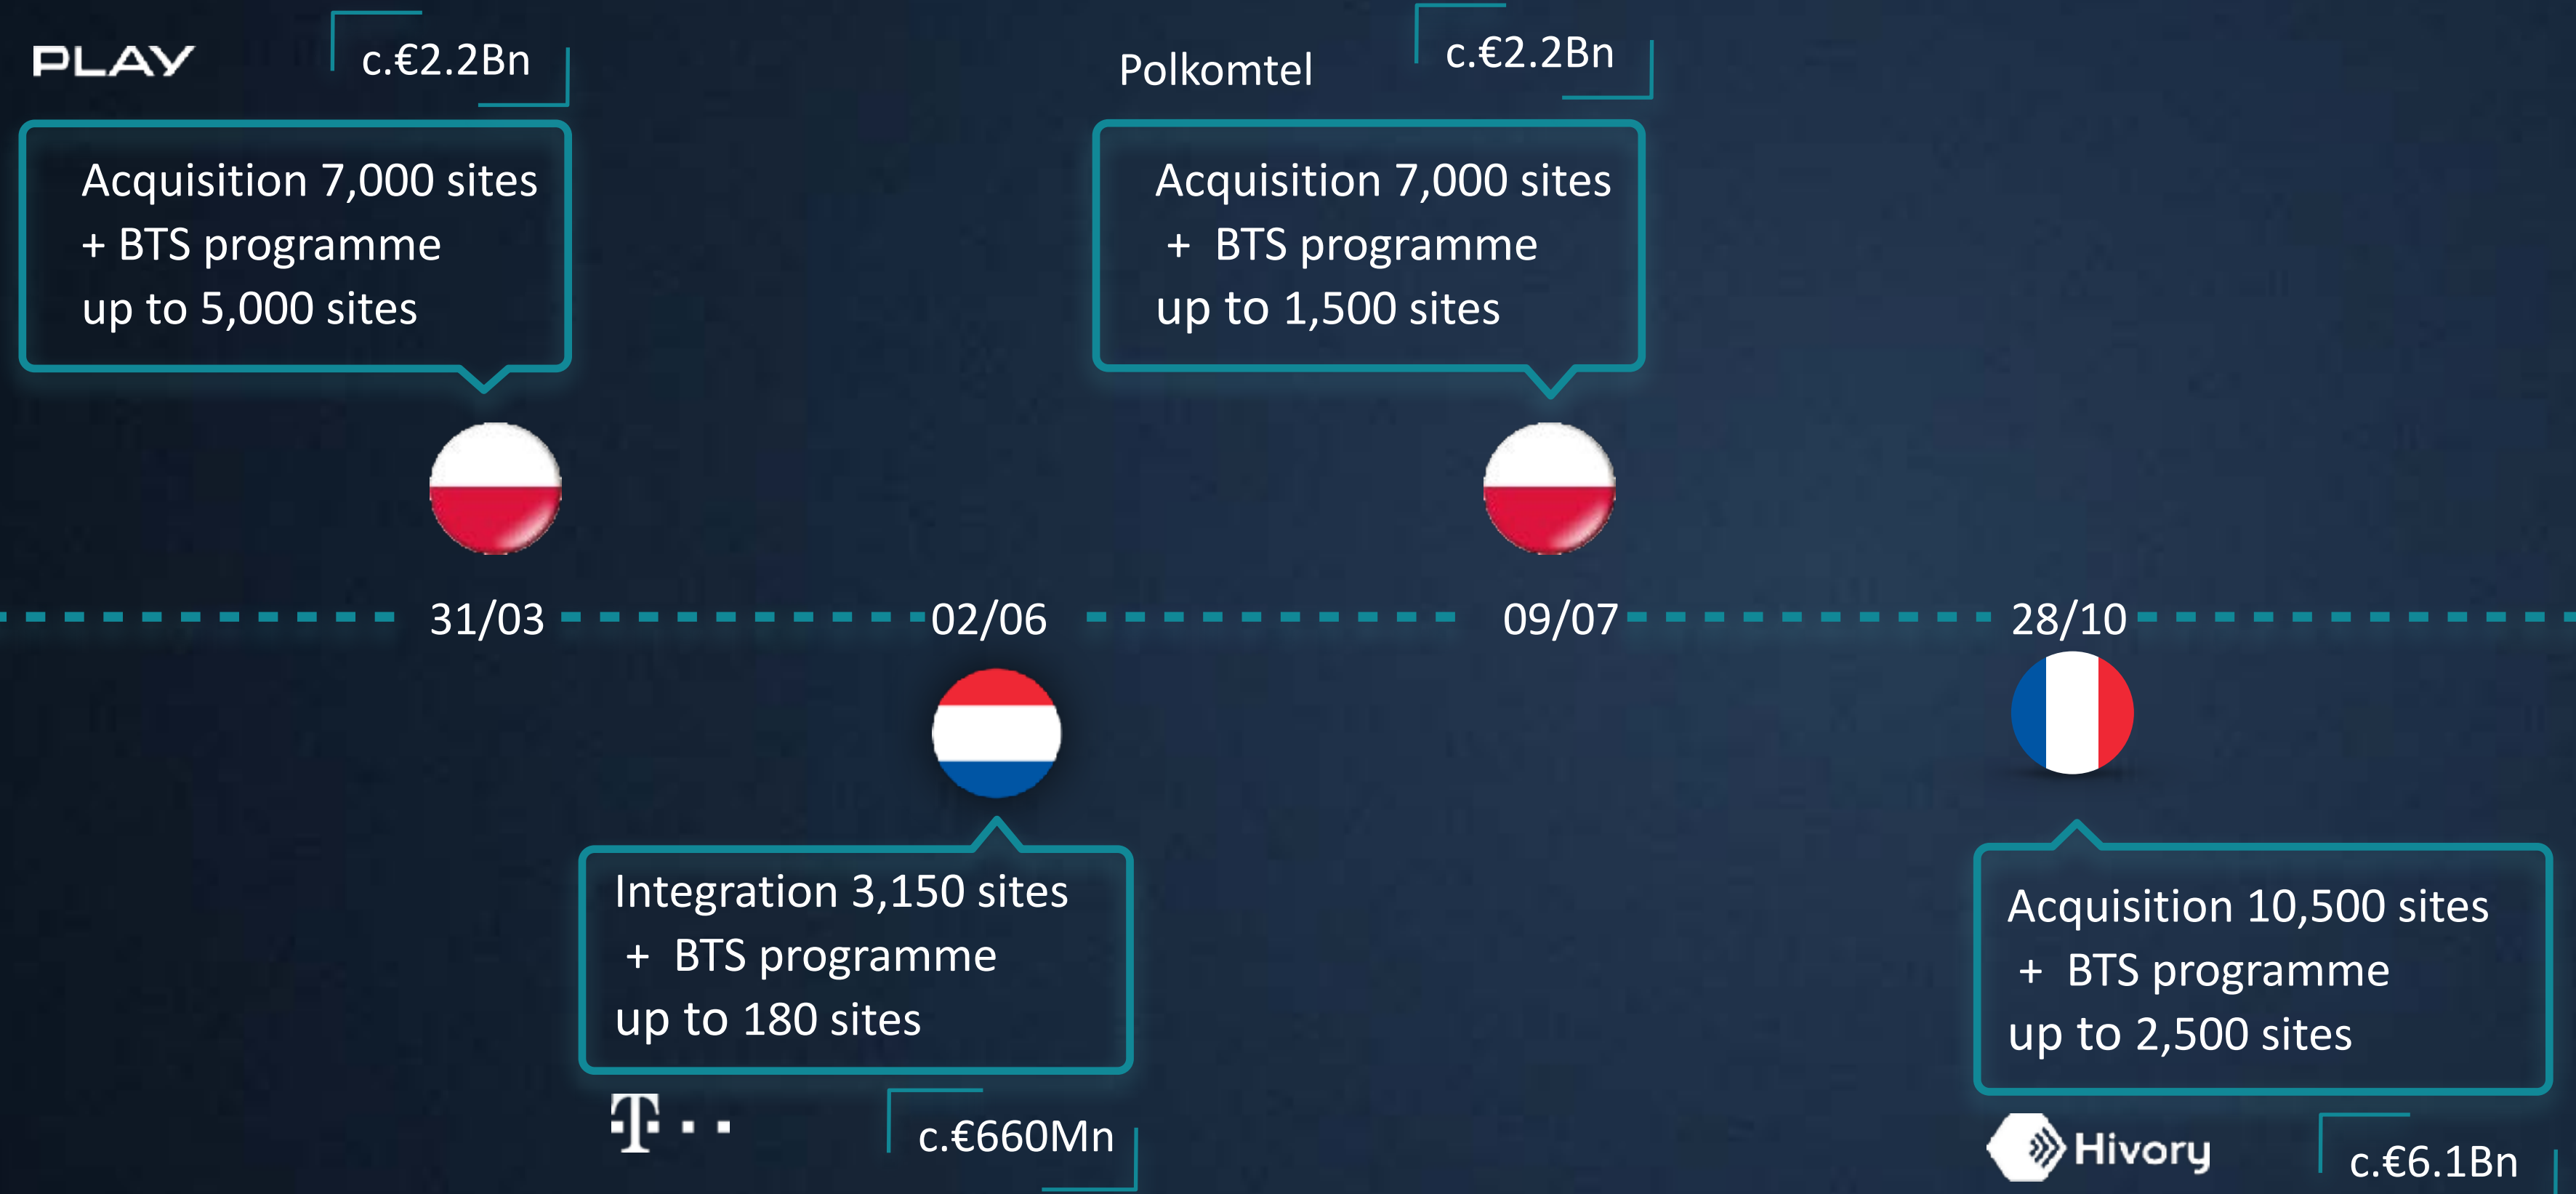 PLAY
c.€2.2Bn
Acquisition 7,000 sites
+ BTS programme
up to 5,000 sites
Polkomtel
c.€2.2Bn
Acquisition 7,000 sites
+ BTS programme
up to 1,500 sites
31/03
02/06
09/07
28/10
Integration 3,150 sites
+ BTS programme
up to 180 sites
T
c.€660Mn
Acquisition 10,500 sites
+ BTS programme
up to 2,500 sites
Hivory
c.€6.1Bn